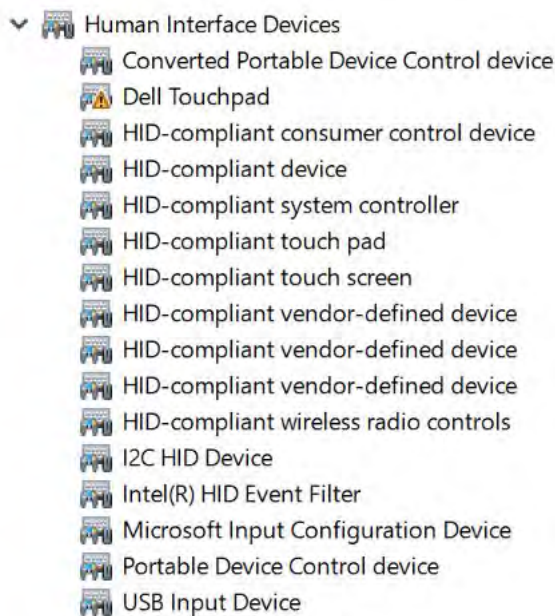 Human Interface Devices
Converted Portable Device Control device
Dell Touchpad
HID-compliant consumer control device
HID-compliant device
HID-compliant system controller
HID-compliant touch pad
HID-compliant touch screen
HID-compliant vendor-defined device
HID-compliant vendor-defined device
HID-compliant vendor-defined device
HID-compliant wireless radio controls
I2C HID Device
Intel(R) HID Event Filter
Microsoft Input Configuration Device
Portable Device Control device
USB Input Device